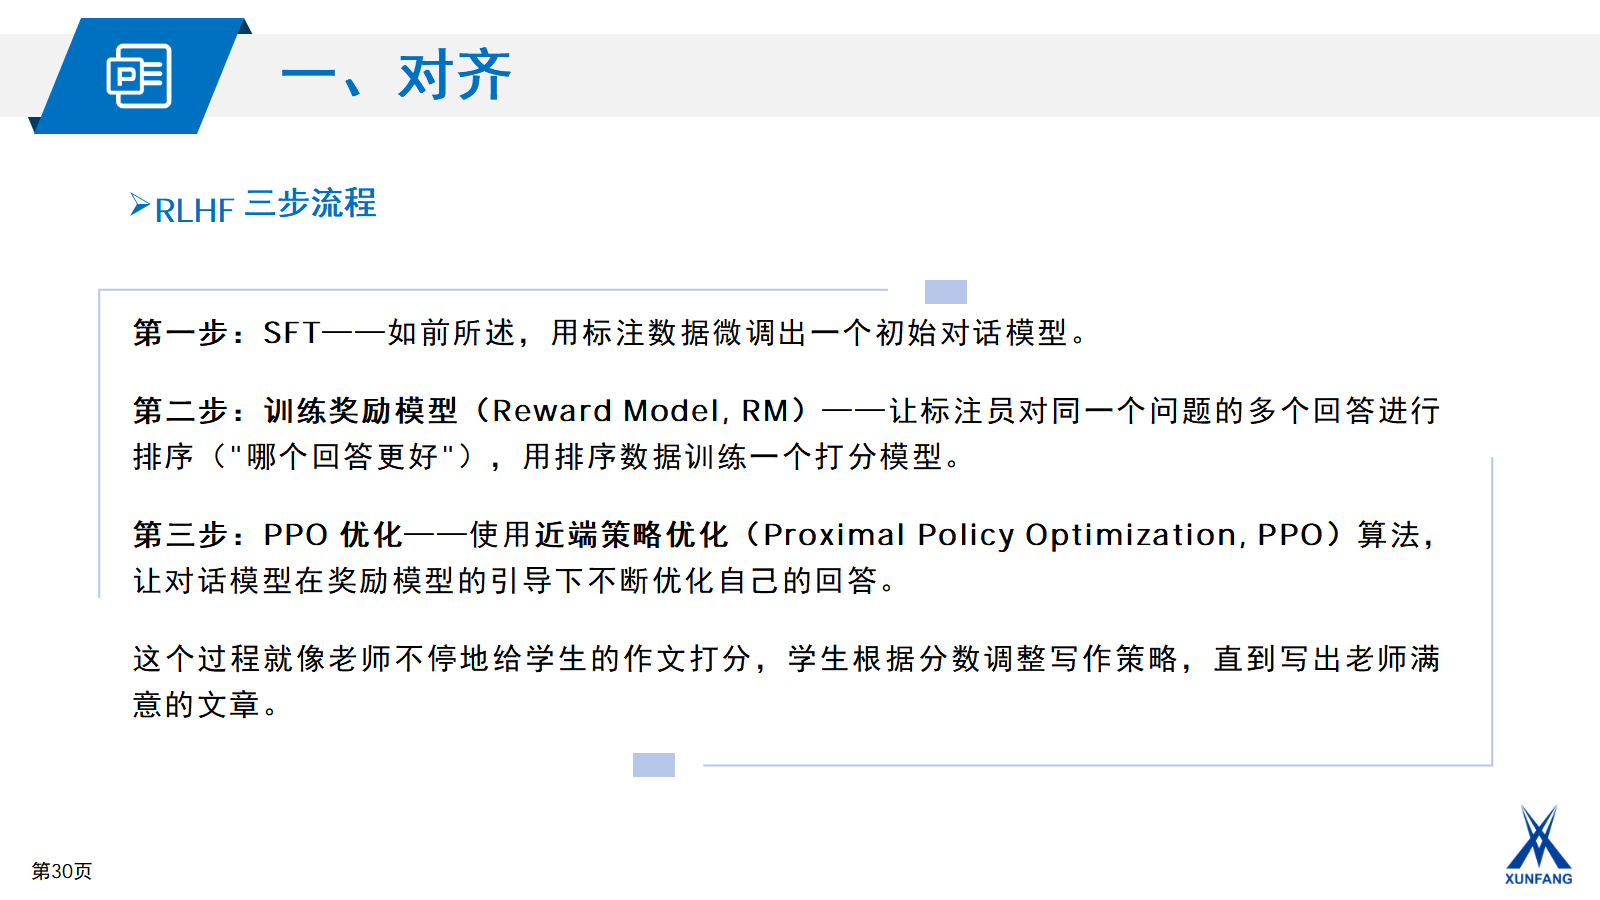 一、对齐
RLHF 三步流程
第一步：SFT——如前所述，用标注数据微调出一个初始对话模型。
第二步：训练奖励模型（Reward Model, RM）——让标注员对同一个问题的多个回答进行
排序（"哪个回答更好"），用排序数据训练一个打分模型。
第三步：PPO 优化——使用近端策略优化（Proximal Policy Optimization, PPO）算法，
让对话模型在奖励模型的引导下不断优化自己的回答。
这个过程就像老师不停地给学生的作文打分，学生根据分数调整写作策略，直到写出老师满
意的文章。
第30页
XUNFANG